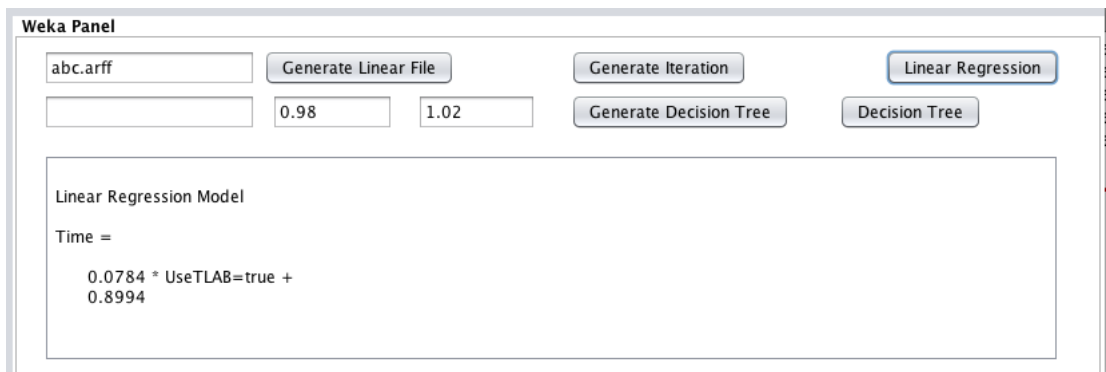 Weka Panel
abc.arff Generate Linear File Generate Iteration Linear Regression
0.98 1.02 Generate Decision Tree Decision Tree
Linear Regression Model
Time =
0.0784 * UseTLAB=true +
0.8994